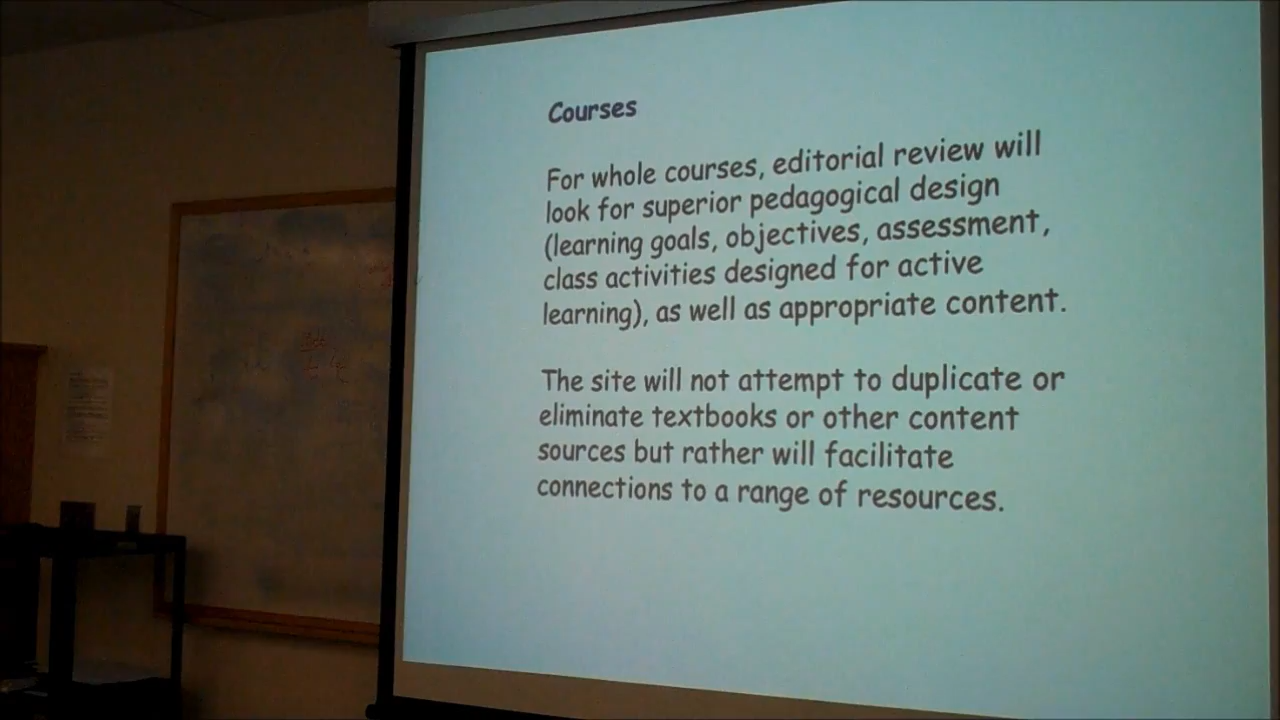 Courses
For whole courses, editorial review will
look for superior pedagogical design
(learning goals, objectives, assessment,
class activities designed for active
learning), as well as appropriate content.
The site will not attempt to duplicate or
eliminate textbooks or other content
sources but rather will facilitate
connections to a range of resources.